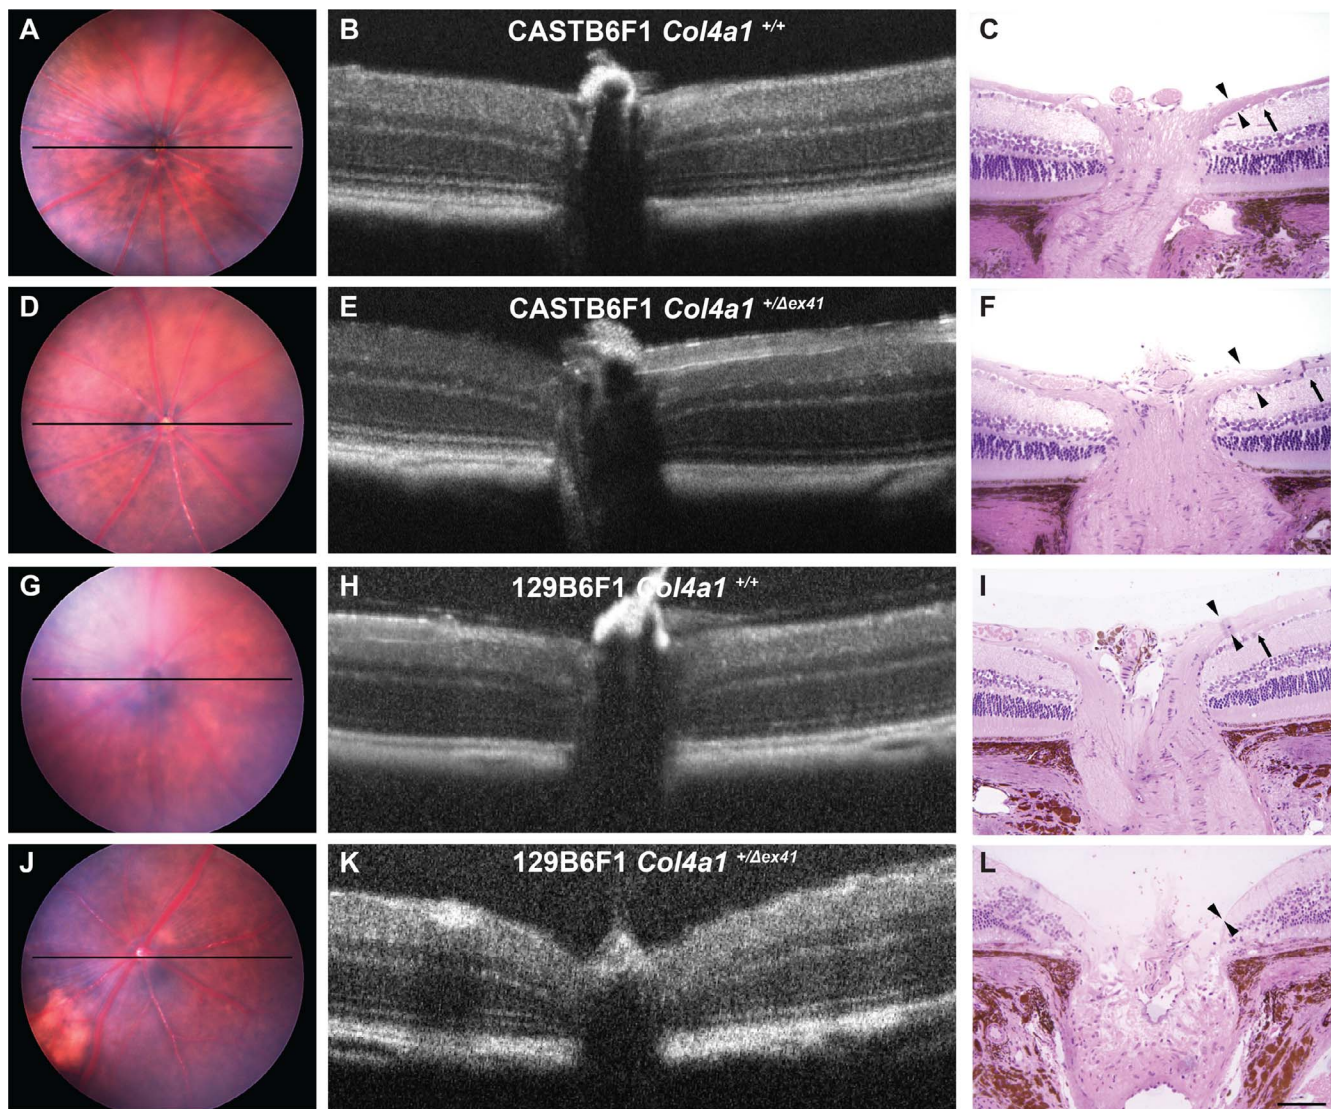 A
B
CASTB6F1 Col4a1 +/+
C
D
E
CASTB6F1 Col4a1 +/Δex41
F
G
H
129B6F1 Col4a1 +/+
I
J
K
129B6F1 Col4a1 +/Δex41
L